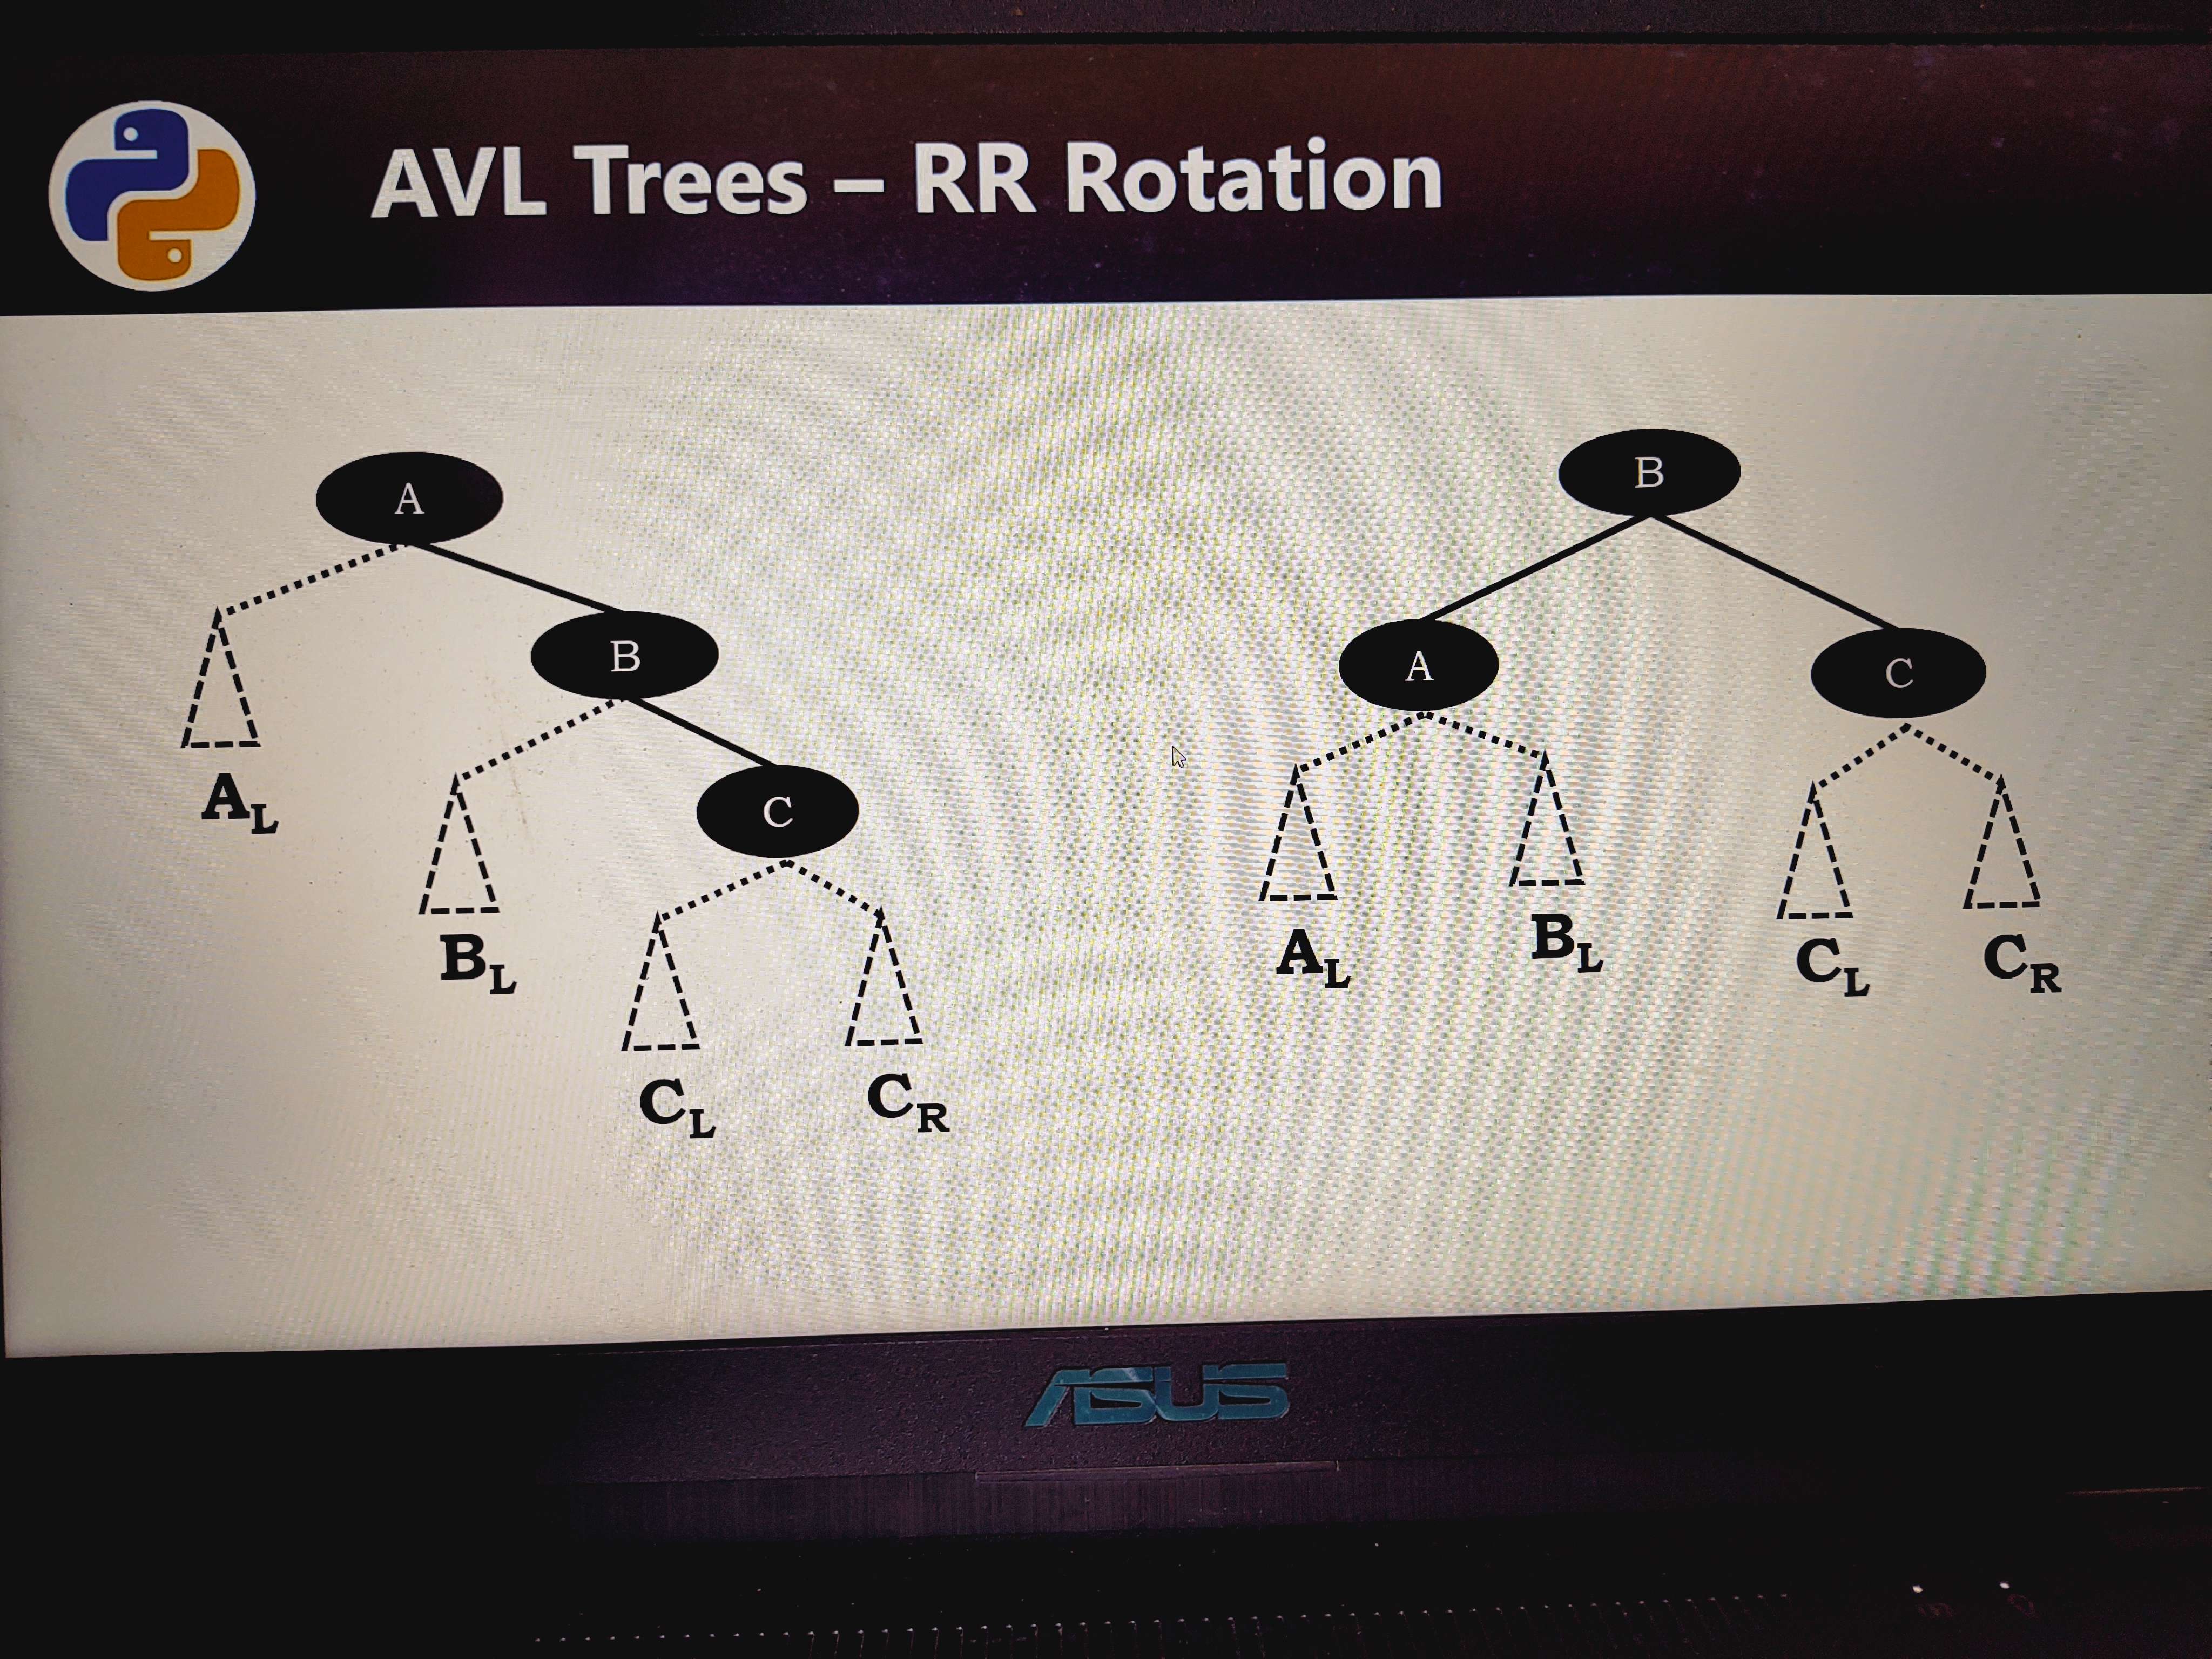 AVL Trees – RR Rotation
A
B
C
A_L
B_L
C_L
C_R
B
A
C
A_L
B_L
C_L
C_R
ASUS